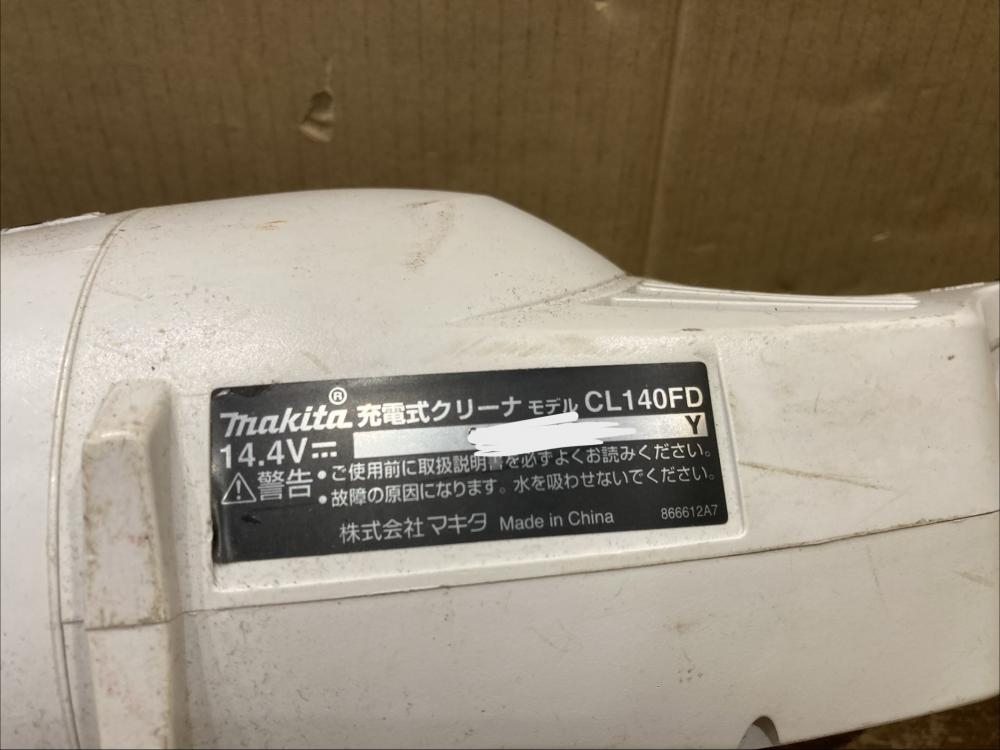 makita® 充電式クリーナ モデル CL140FD
14.4V⎓ Y
⚠警告 •ご使用前に取扱説明書を必ずよくお読みください。
•故障の原因になります。水を吸わせないでください。
株式会社マキタ Made in China 866612A7